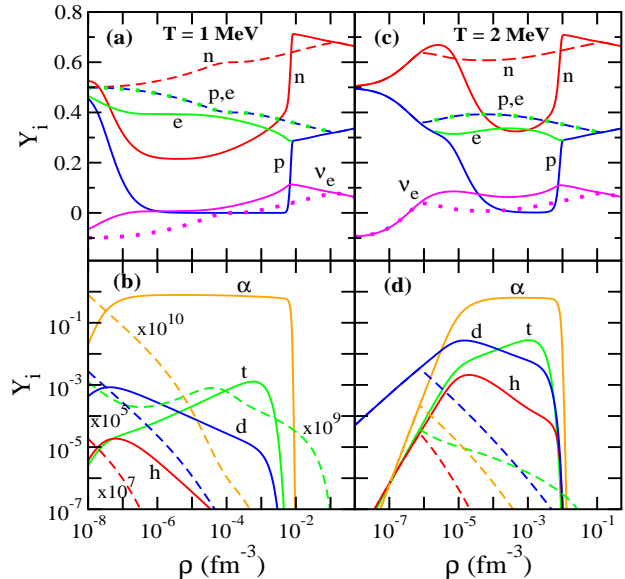 (a) T = 1 MeV
(c) T = 2 MeV
n
n
p,e
e
p
ν_e
n
n
p,e
e
p
ν_e
Y_i
0.8
0.6
0.4
0.2
0
(b)
α
x10^10
t
x10^5
d
x10^9
h
x10^7
(d)
α
d
t
h
Y_i
10^-1
10^-3
10^-5
10^-7
10^-8 10^-6 10^-4 10^-2
10^-7 10^-5 10^-3 10^-1
ρ (fm^-3)
ρ (fm^-3)